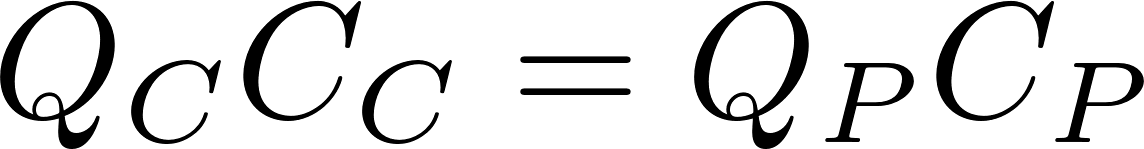 Q_C C_C = Q_P C_P